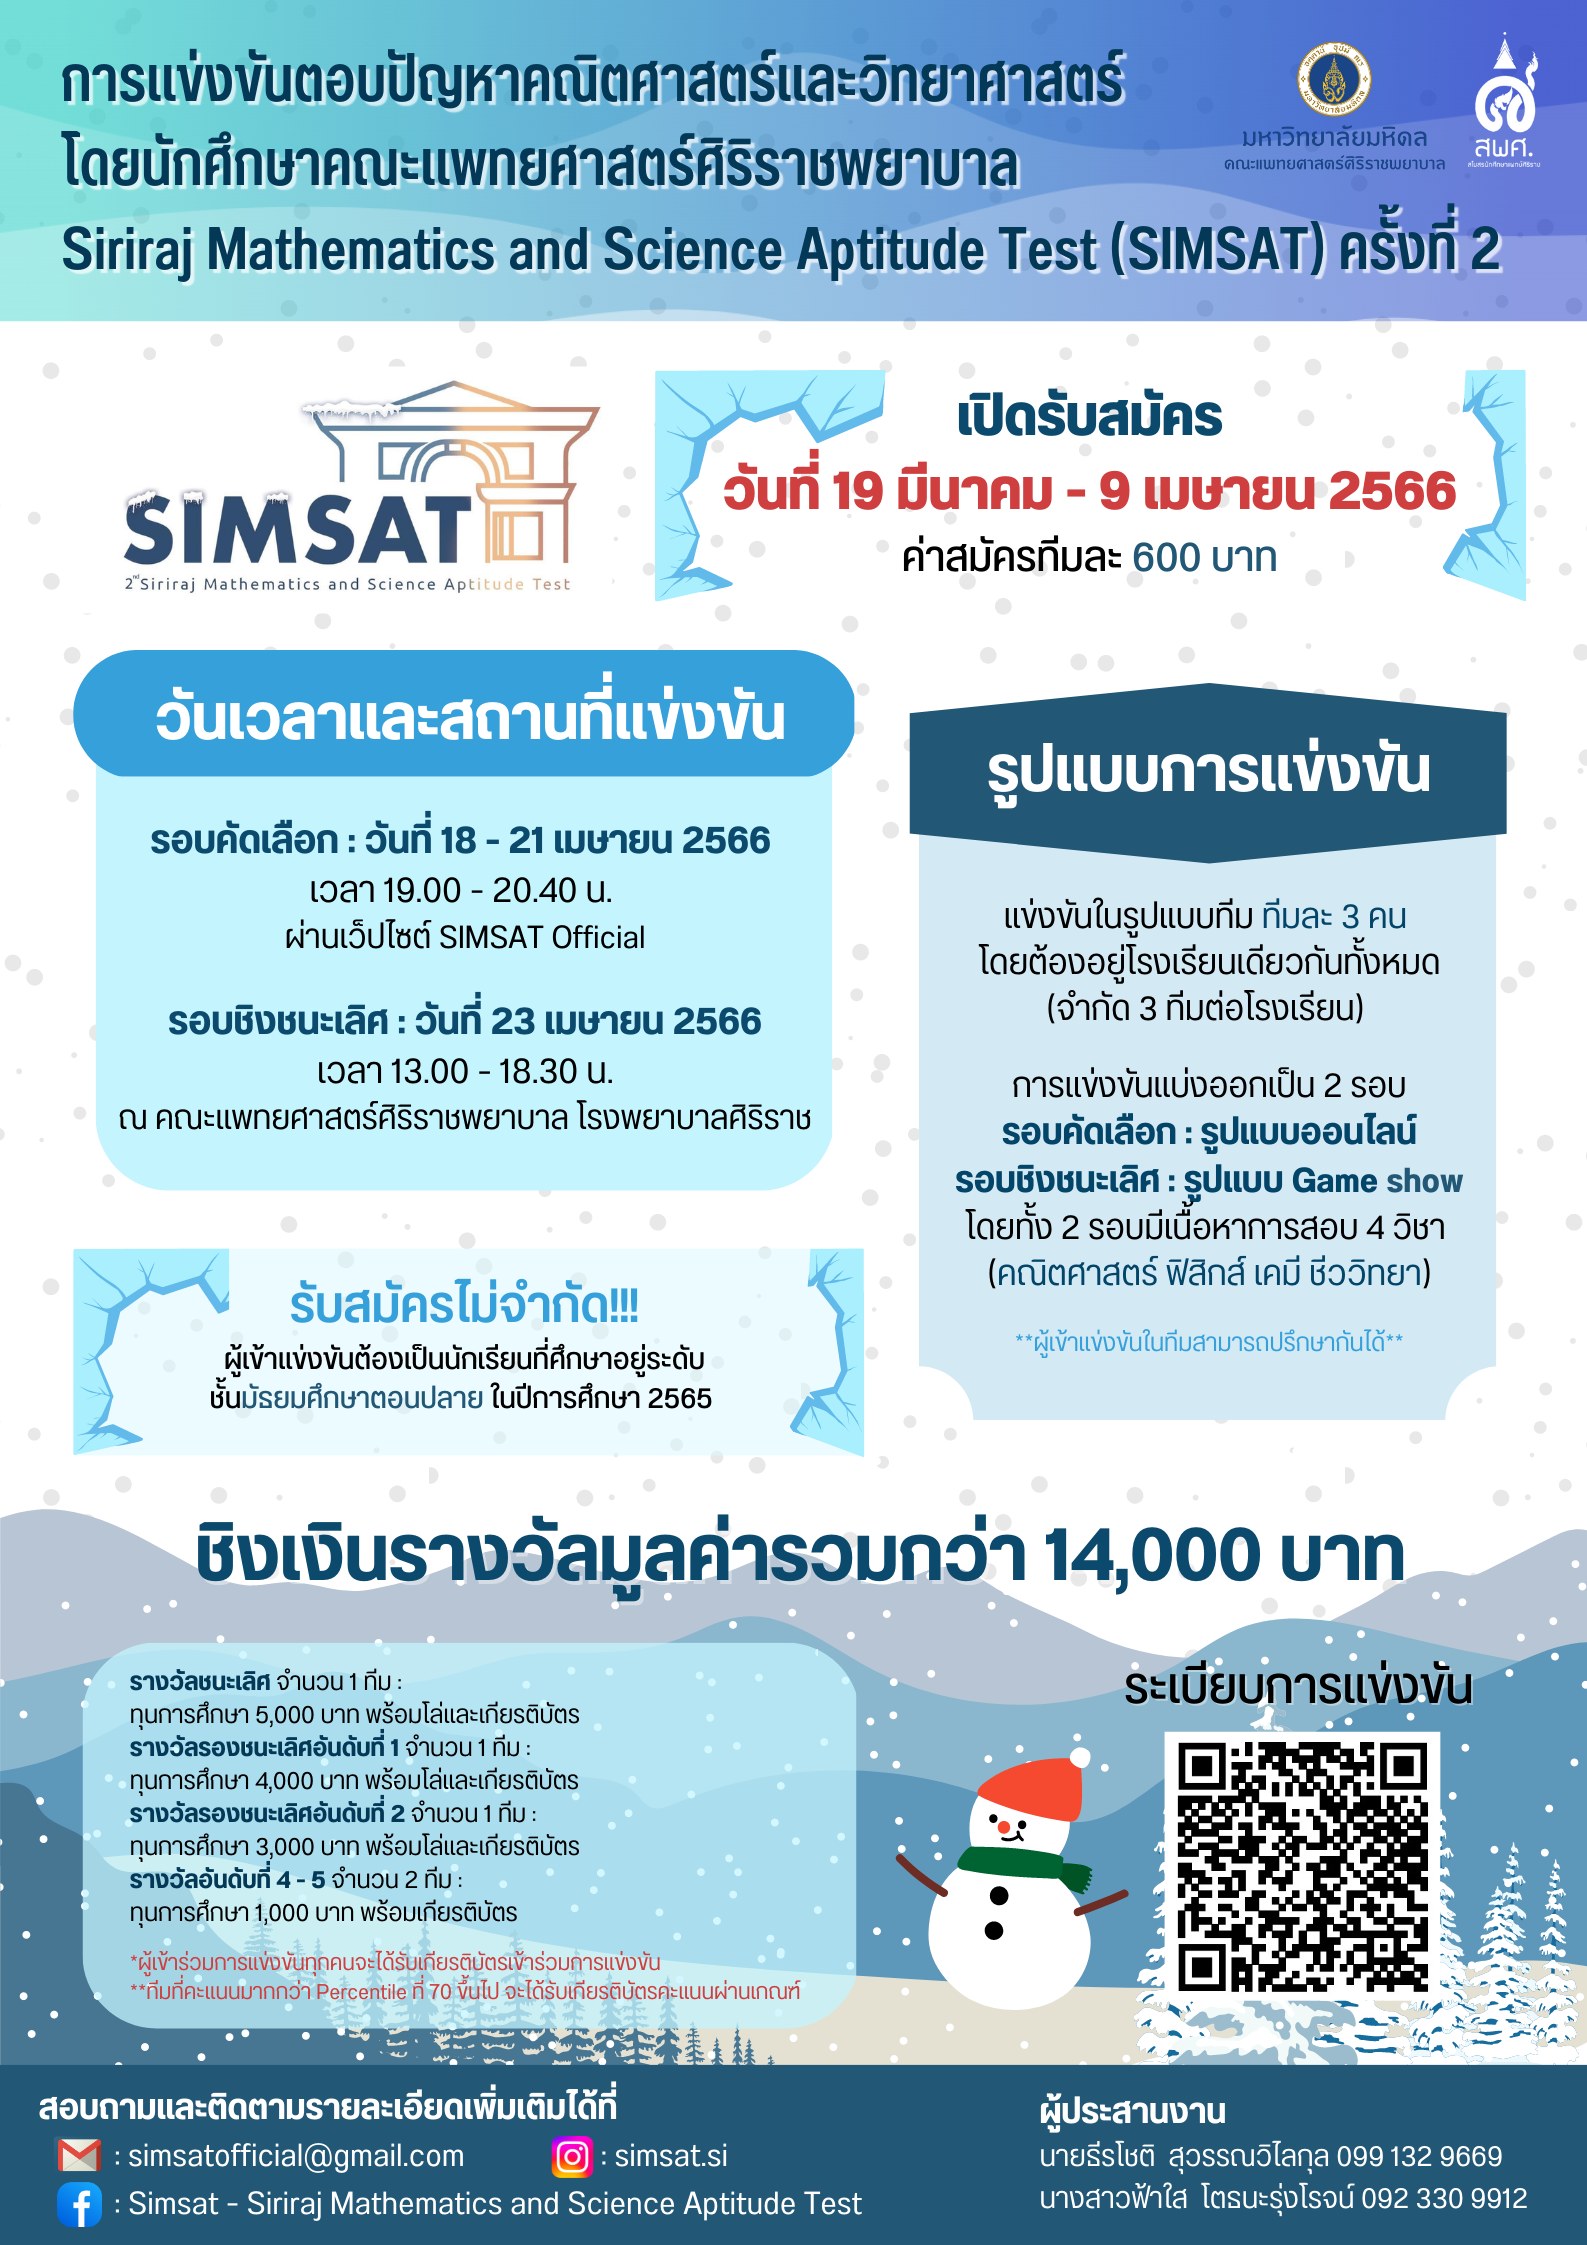 การแข่งขันตอบปัญหาคณิตศาสตร์และวิทยาศาสตร์
โดยนักศึกษาคณะแพทยศาสตร์ศิริราชพยาบาล
Siriraj Mathematics and Science Aptitude Test (SIMSAT) ครั้งที่ 2
มหาวิทยาลัยมหิดล
คณะแพทยศาสตร์ศิริราชพยาบาล
สพศ.
สโมสรนักศึกษาแพทย์ศิริราช
SIMSAT
2nd Siriraj Mathematics and Science Aptitude Test
เปิดรับสมัคร
วันที่ 19 มีนาคม - 9 เมษายน 2566
ค่าสมัครทีมละ 600 บาท
วันเวลาและสถานที่แข่งขัน
รอบคัดเลือก : วันที่ 18 - 21 เมษายน 2566
เวลา 19.00 - 20.40 น.
ผ่านเว็ปไซต์ SIMSAT Official
รอบชิงชนะเลิศ : วันที่ 23 เมษายน 2566
เวลา 13.00 - 18.30 น.
ณ คณะแพทยศาสตร์ศิริราชพยาบาล โรงพยาบาลศิริราช
รูปแบบการแข่งขัน
แข่งขันในรูปแบบทีม ทีมละ 3 คน
โดยต้องอยู่โรงเรียนเดียวกันทั้งหมด
(จำกัด 3 ทีมต่อโรงเรียน)
การแข่งขันแบ่งออกเป็น 2 รอบ
รอบคัดเลือก : รูปแบบออนไลน์
รอบชิงชนะเลิศ : รูปแบบ Game show
โดยทั้ง 2 รอบมีเนื้อหาการสอบ 4 วิชา
(คณิตศาสตร์ ฟิสิกส์ เคมี ชีววิทยา)
**ผู้เข้าแข่งขันในทีมสามารถปรึกษากันได้**
รับสมัครไม่จำกัด!!!
ผู้เข้าแข่งขันต้องเป็นนักเรียนที่ศึกษาอยู่ระดับ
ชั้นมัธยมศึกษาตอนปลาย ในปีการศึกษา 2565
ชิงเงินรางวัลมูลค่ารวมกว่า 14,000 บาท
รางวัลชนะเลิศ จำนวน 1 ทีม :
ทุนการศึกษา 5,000 บาท พร้อมโล่และเกียรติบัตร
รางวัลรองชนะเลิศอันดับที่ 1 จำนวน 1 ทีม :
ทุนการศึกษา 4,000 บาท พร้อมโล่และเกียรติบัตร
รางวัลรองชนะเลิศอันดับที่ 2 จำนวน 1 ทีม :
ทุนการศึกษา 3,000 บาท พร้อมโล่และเกียรติบัตร
รางวัลอันดับที่ 4 - 5 จำนวน 2 ทีม :
ทุนการศึกษา 1,000 บาท พร้อมเกียรติบัตร
*ผู้เข้าร่วมการแข่งขันทุกคนจะได้รับเกียรติบัตรเข้าร่วมการแข่งขัน
**ทีมที่คะแนนมากกว่า Percentile ที่ 70 ขึ้นไป จะได้รับเกียรติบัตรคะแนนผ่านเกณฑ์
ระเบียบการแข่งขัน
สอบถามและติดตามรายละเอียดเพิ่มเติมได้ที่
: simsatofficial@gmail.com
: simsat.si
: Simsat - Siriraj Mathematics and Science Aptitude Test
ผู้ประสานงาน
นายธีรโชติ สุวรรณวิไลกุล 099 132 9669
นางสาวฟ้าใส โตธนะรุ่งโรจน์ 092 330 9912